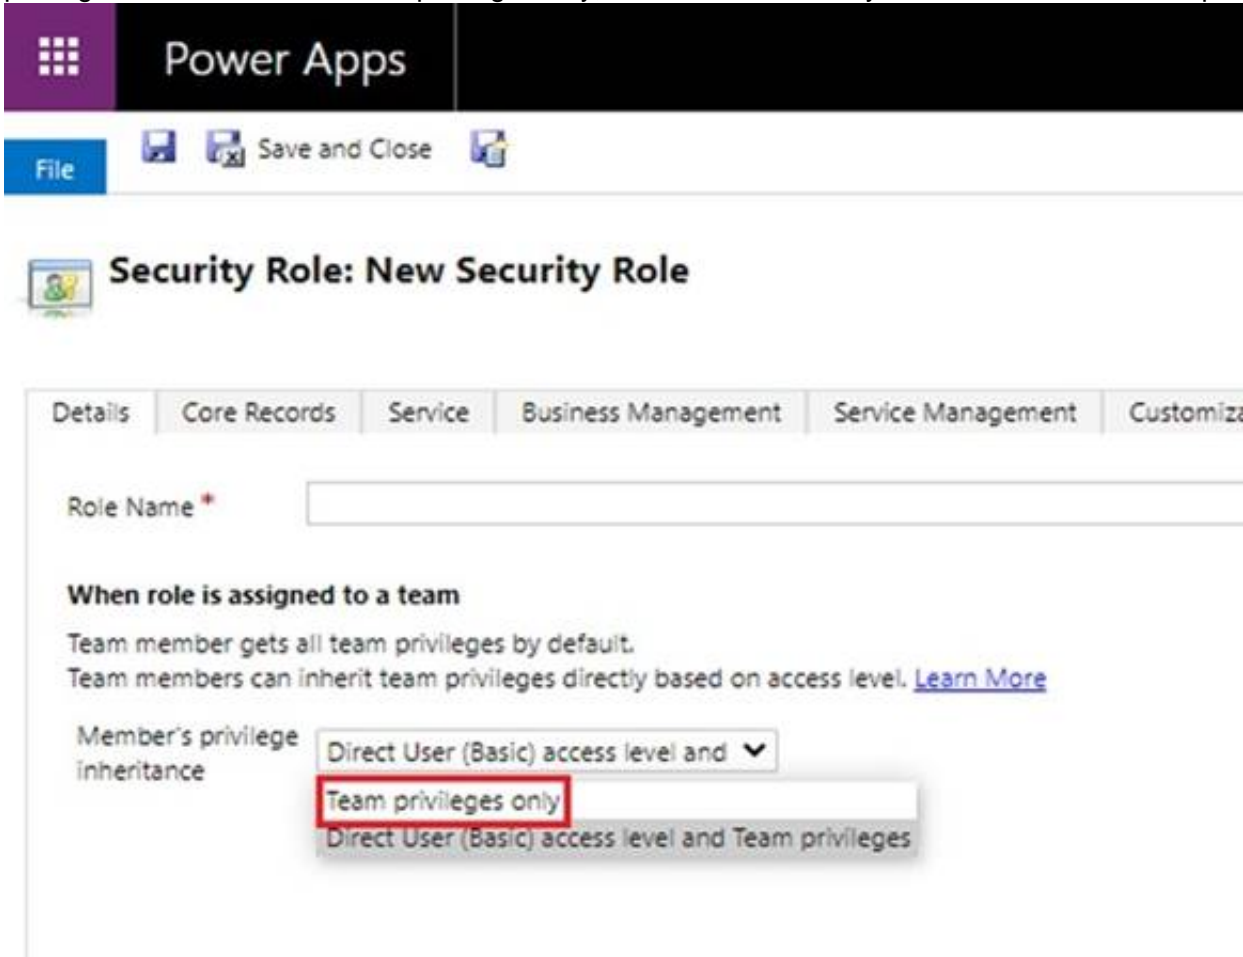 Power Apps
File Save and Close
Security Role: New Security Role
Details Core Records Service Business Management Service Management Customiza
Role Name *
When role is assigned to a team
Team member gets all team privileges by default.
Team members can inherit team privileges directly based on access level. Learn More
Member's privilege
inheritance
Direct User (Basic) access level and
Team privileges only
Direct User (Basic) access level and Team privileges